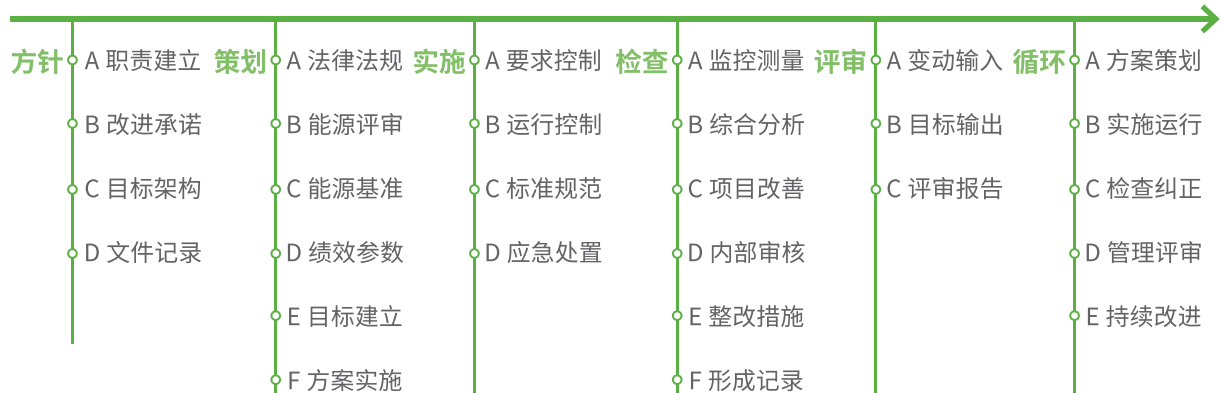 方针
A 职责建立
B 改进承诺
C 目标架构
D 文件记录
策划
A 法律法规
B 能源评审
C 能源基准
D 绩效参数
E 目标建立
F 方案实施
实施
A 要求控制
B 运行控制
C 标准规范
D 应急处置
检查
A 监控测量
B 综合分析
C 项目改善
D 内部审核
E 整改措施
F 形成记录
评审
A 变动输入
B 目标输出
C 评审报告
循环
A 方案策划
B 实施运行
C 检查纠正
D 管理评审
E 持续改进